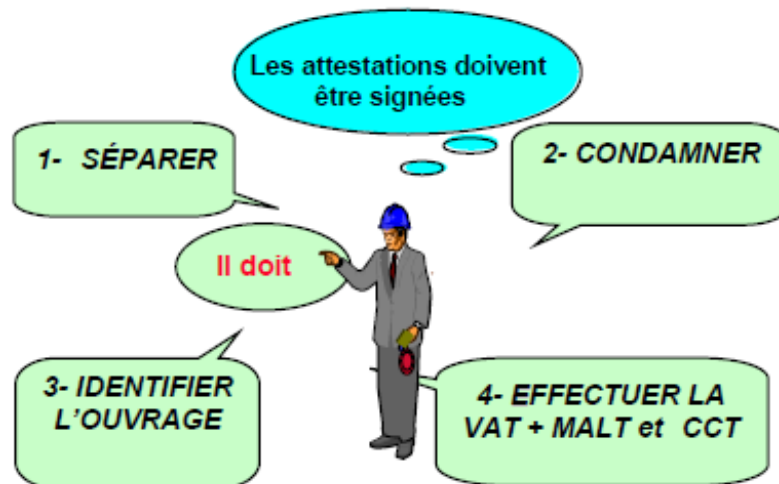 Les attestations doivent
être signées
1- SÉPARER
2- CONDAMNER
Il doit
3- IDENTIFIER
L'OUVRAGE
4- EFFECTUER LA
VAT + MALT et CCT